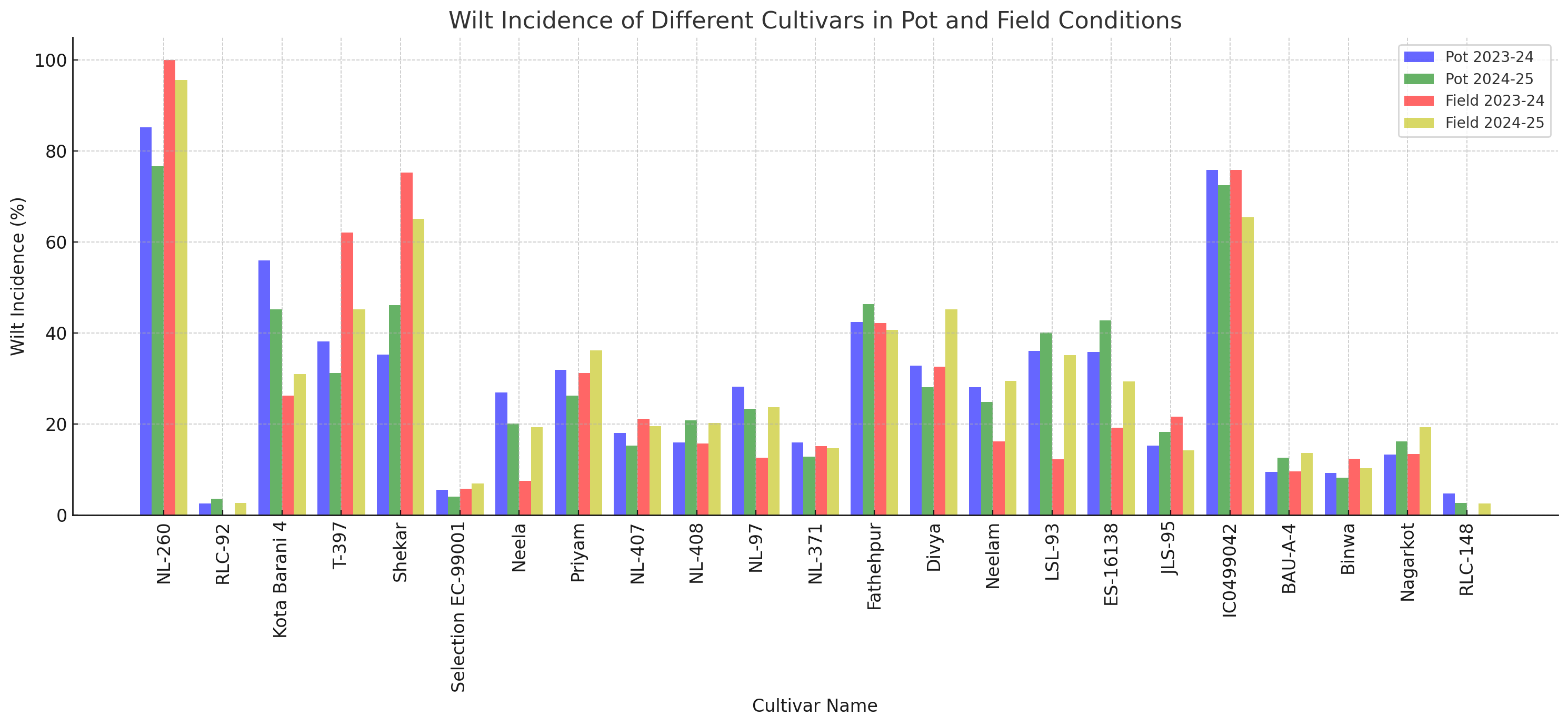 Wilt Incidence of Different Cultivars in Pot and Field Conditions
Pot 2023-24
Pot 2024-25
Field 2023-24
Field 2024-25
Wilt Incidence (%)
100
80
60
40
20
0
NL-260
RLC-92
Kota Barani 4
T-397
Shekar
Selection EC-99001
Neela
Priyam
NL-407
NL-408
NL-97
NL-371
Fathehpur
Divya
Neelam
LSL-93
ES-16138
JLS-95
IC0499042
BAU-A-4
Binwa
Nagarkot
RLC-148
Cultivar Name